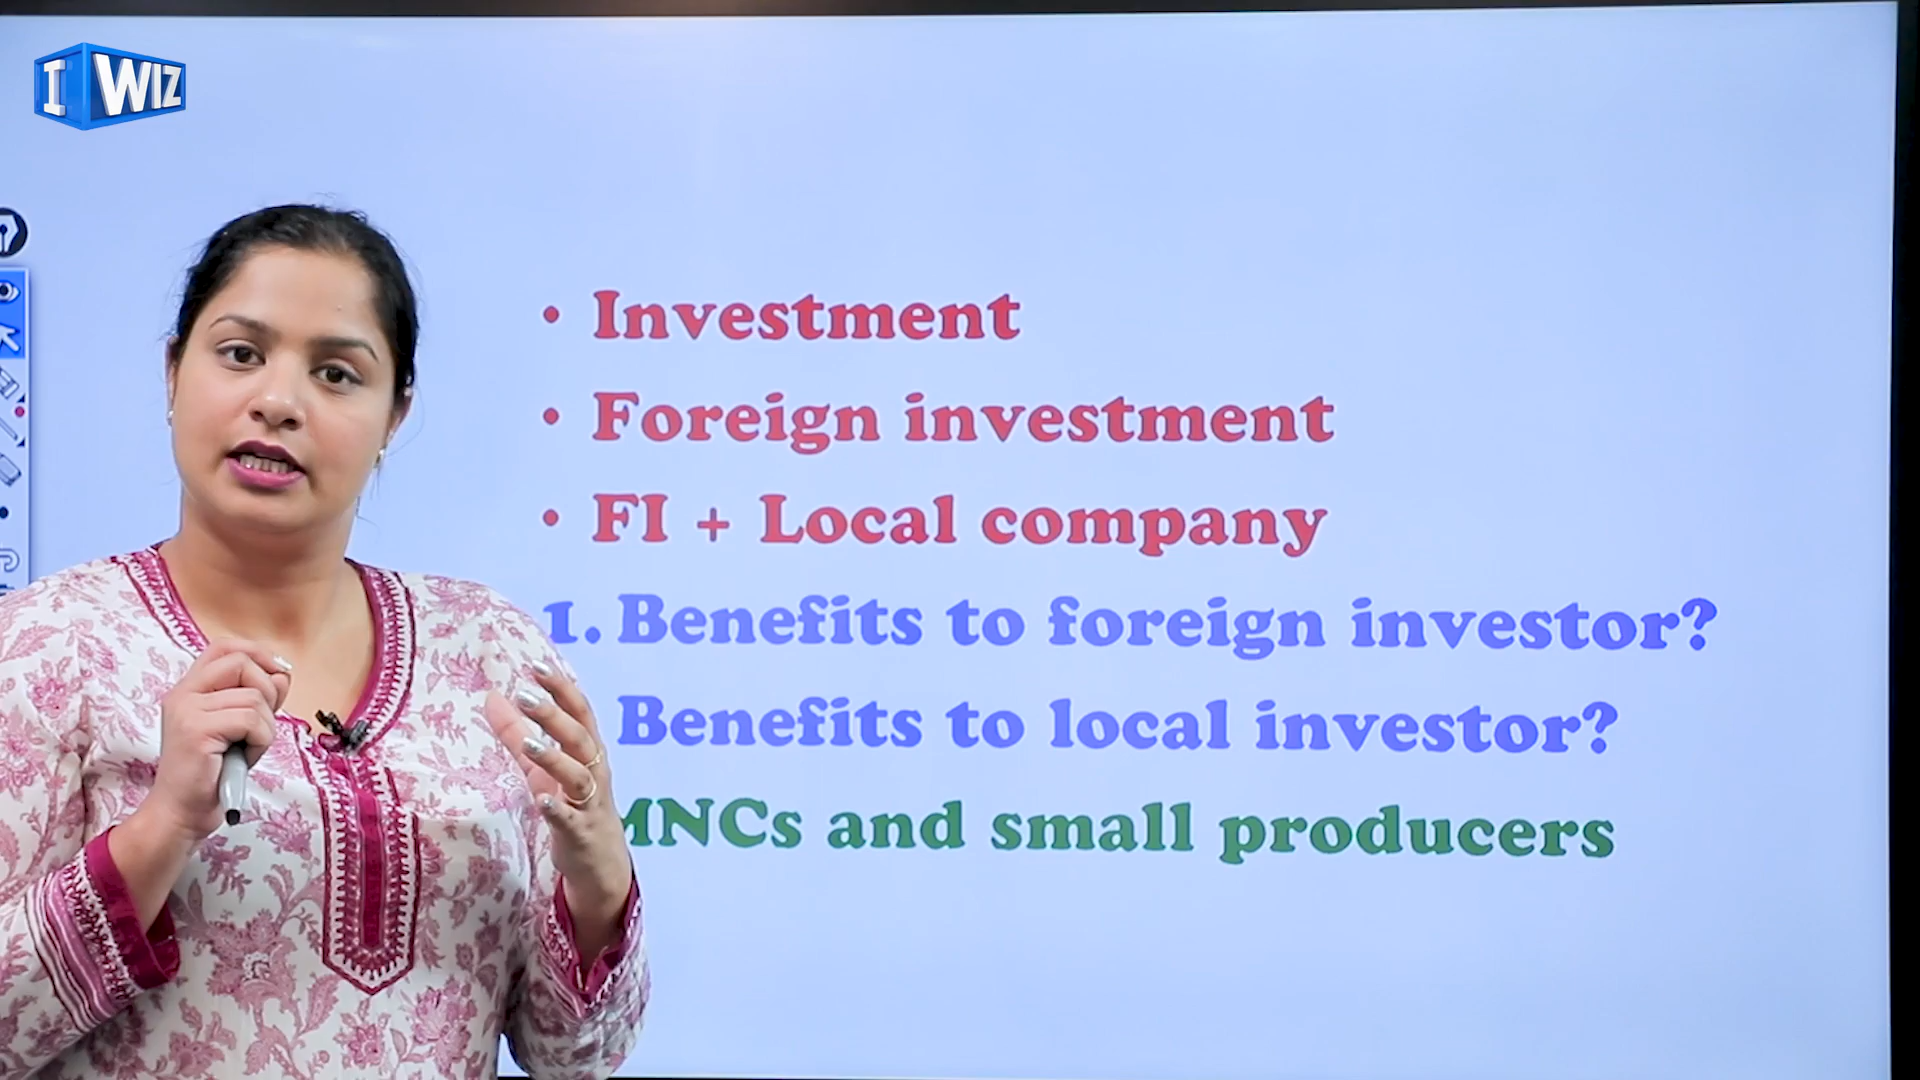 I WIZ
• Investment
• Foreign investment
• FI + Local company
1. Benefits to foreign investor?
Benefits to local investor?
MNCs and small producers